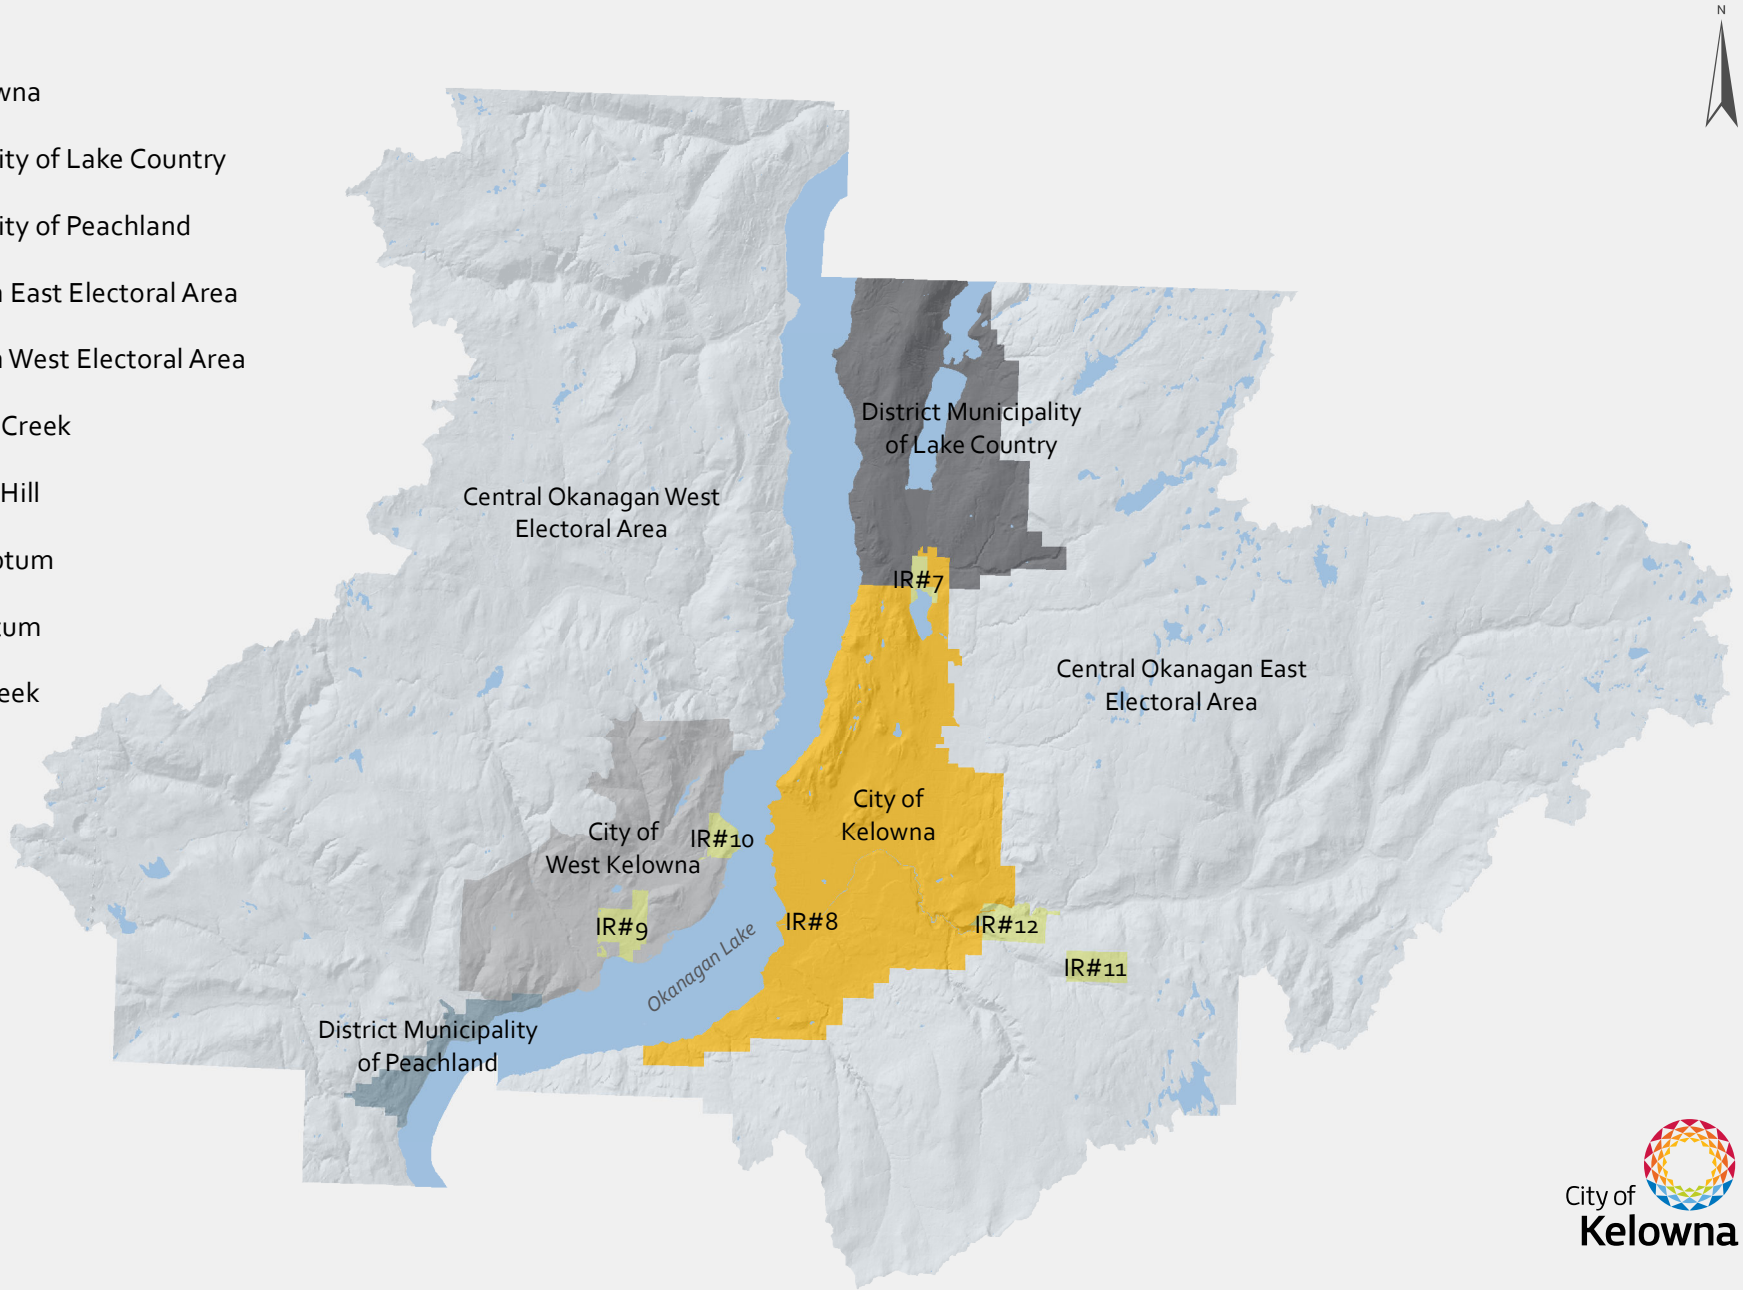 N
wna
ity of Lake Country
ity of Peachland
East Electoral Area
West Electoral Area
Creek
Hill
otum
tum
eek
District Municipality
of Lake Country
Central Okanagan West
Electoral Area
IR#7
Central Okanagan East
Electoral Area
City of
Kelowna
City of
West Kelowna
IR#10
IR#9
IR#8
IR#12
IR#11
Okanagan Lake
District Municipality
of Peachland
City of
Kelowna